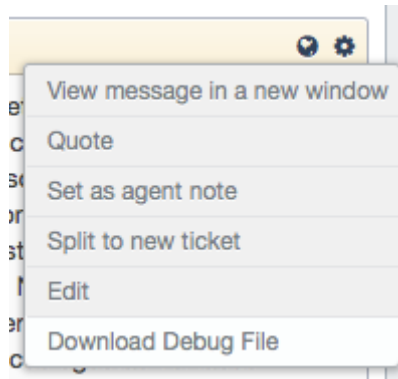 View message in a new window
Quote
Set as agent note
Split to new ticket
Edit
Download Debug File